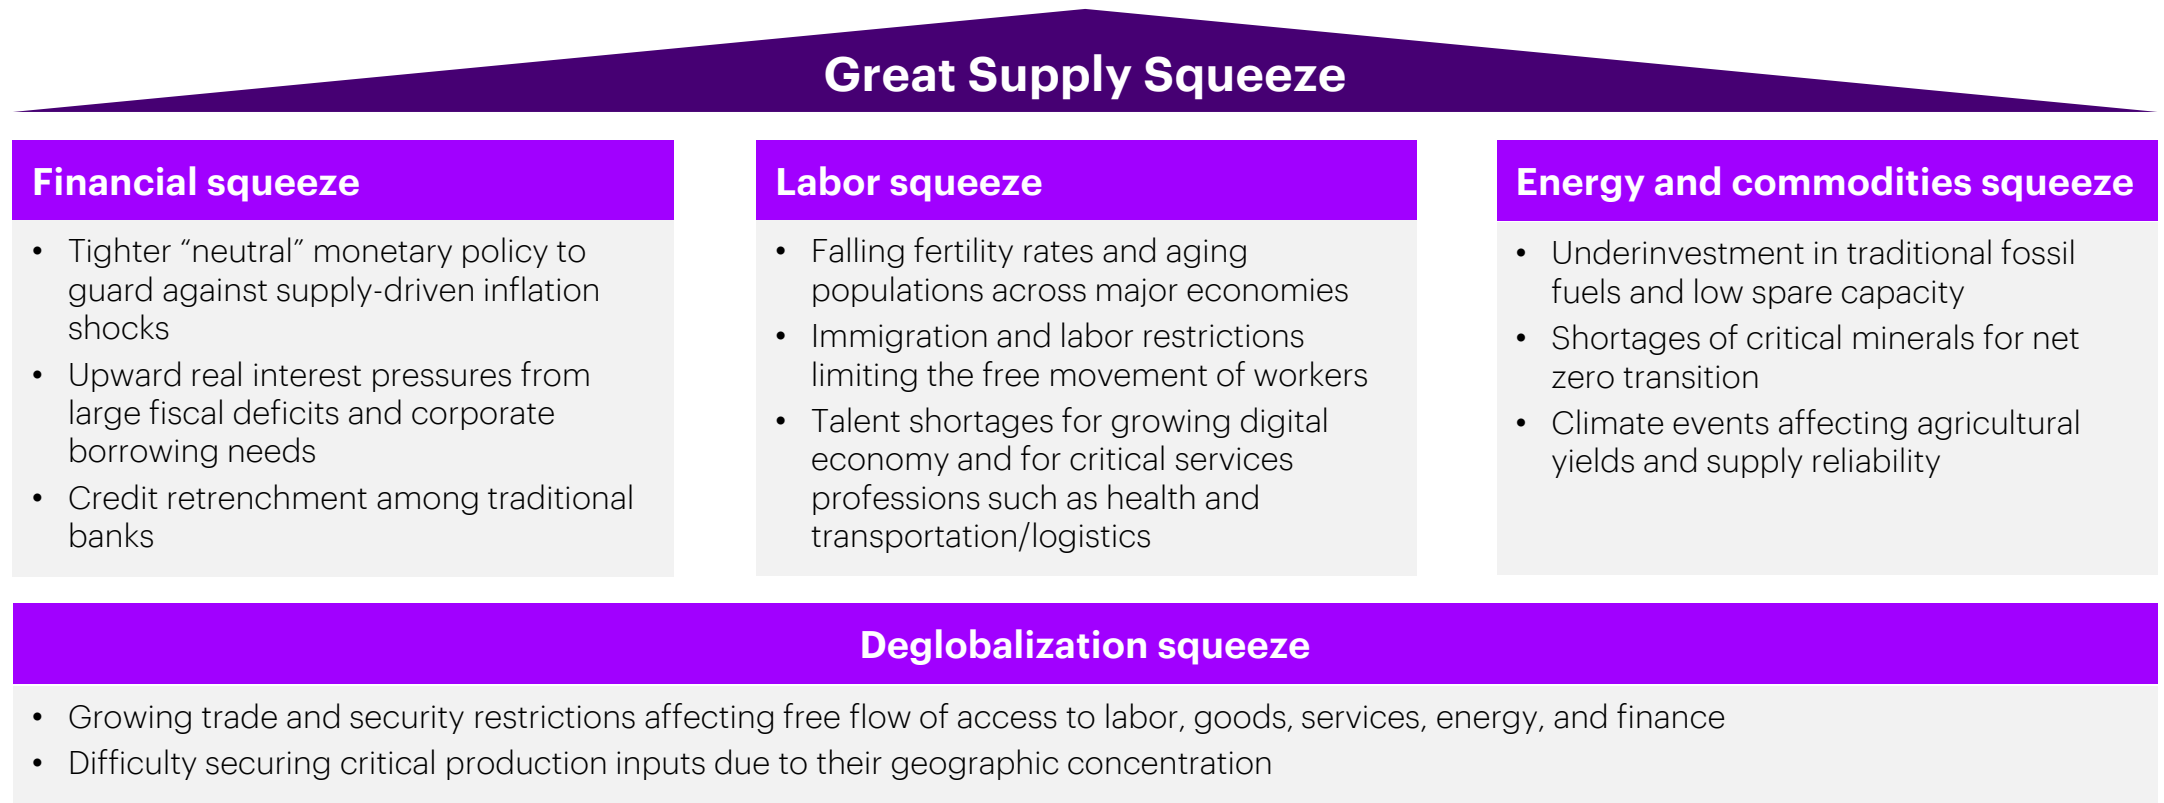 Great Supply Squeeze
Financial squeeze
• Tighter “neutral” monetary policy to
guard against supply-driven inflation
shocks
• Upward real interest pressures from
large fiscal deficits and corporate
borrowing needs
• Credit retrenchment among traditional
banks
Labor squeeze
• Falling fertility rates and aging
populations across major economies
• Immigration and labor restrictions
limiting the free movement of workers
• Talent shortages for growing digital
economy and for critical services
professions such as health and
transportation/logistics
Energy and commodities squeeze
• Underinvestment in traditional fossil
fuels and low spare capacity
• Shortages of critical minerals for net
zero transition
• Climate events affecting agricultural
yields and supply reliability
Deglobalization squeeze
• Growing trade and security restrictions affecting free flow of access to labor, goods, services, energy, and finance
• Difficulty securing critical production inputs due to their geographic concentration